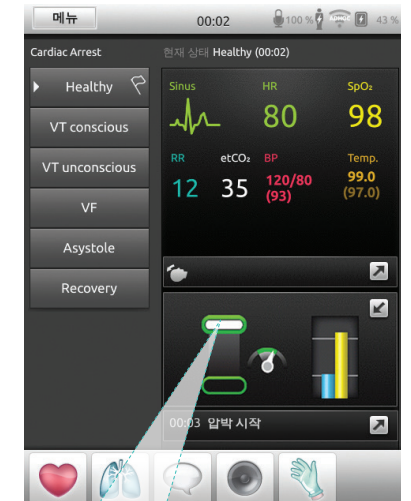 메뉴 00:02 100 % 43 %
Cardiac Arrest 현재 상태 Healthy (00:02)
Healthy
VT conscious
VT unconscious
VF
Asystole
Recovery
Sinus HR SpO₂
80 98
RR etCO₂ BP Temp.
12 35 120/80 99.0
(93) (97.0)
00:03 압박 시작